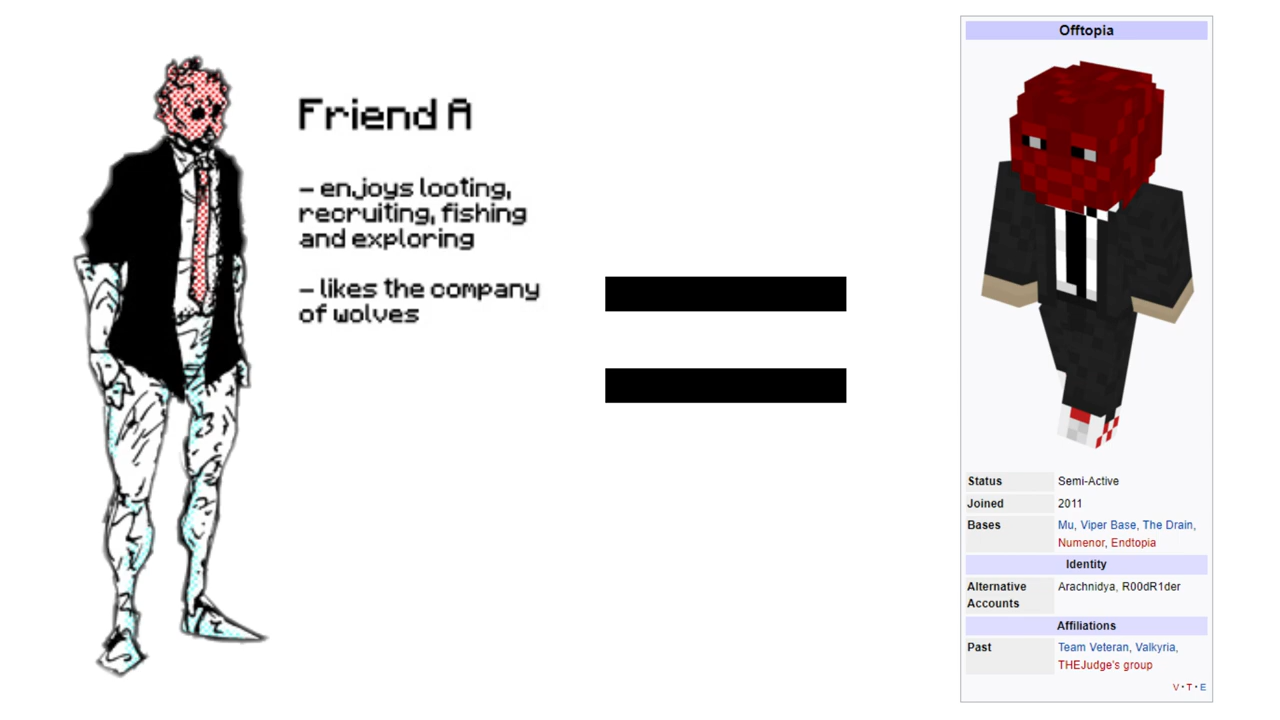 Friend A
– enjoys looting,
recruiting, fishing
and exploring
– likes the company
of wolves
Offtopia
Status Semi-Active
Joined 2011
Bases Mu, Viper Base, The Drain,
Numenor, Endtopia
Identity
Alternative Arachnidya, R00dR1der
Accounts
Affiliations
Past Team Veteran, Valkyria,
THEJudge's group
V · T · E